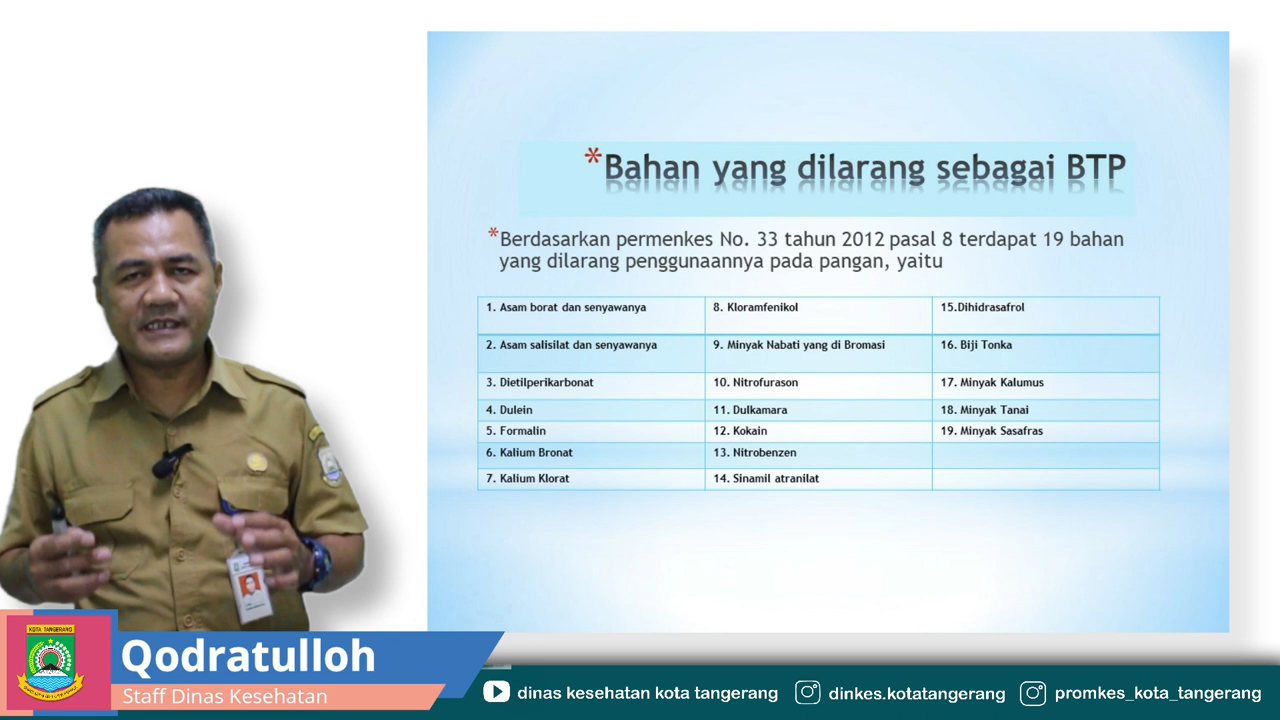 *Bahan yang dilarang sebagai BTP
*Berdasarkan permenkes No. 33 tahun 2012 pasal 8 terdapat 19 bahan
yang dilarang penggunaannya pada pangan, yaitu
1. Asam borat dan senyawanya
8. Kloramfenikol
15.Dihidrasafrol
2. Asam salisilat dan senyawanya
9. Minyak Nabati yang di Bromasi
16. Biji Tonka
3. Dietilperikarbonat
10. Nitrofurason
17. Minyak Kalumus
4. Dulein
11. Dulkamara
18. Minyak Tanai
5. Formalin
12. Kokain
19. Minyak Sasafras
6. Kalium Bronat
13. Nitrobenzen
7. Kalium Klorat
14. Sinamil atranilat
KOTA TANGERANG
Qodratulloh
Staff Dinas Kesehatan
dinas kesehatan kota tangerang
dinkes.kotatangerang
promkes_kota_tangerang